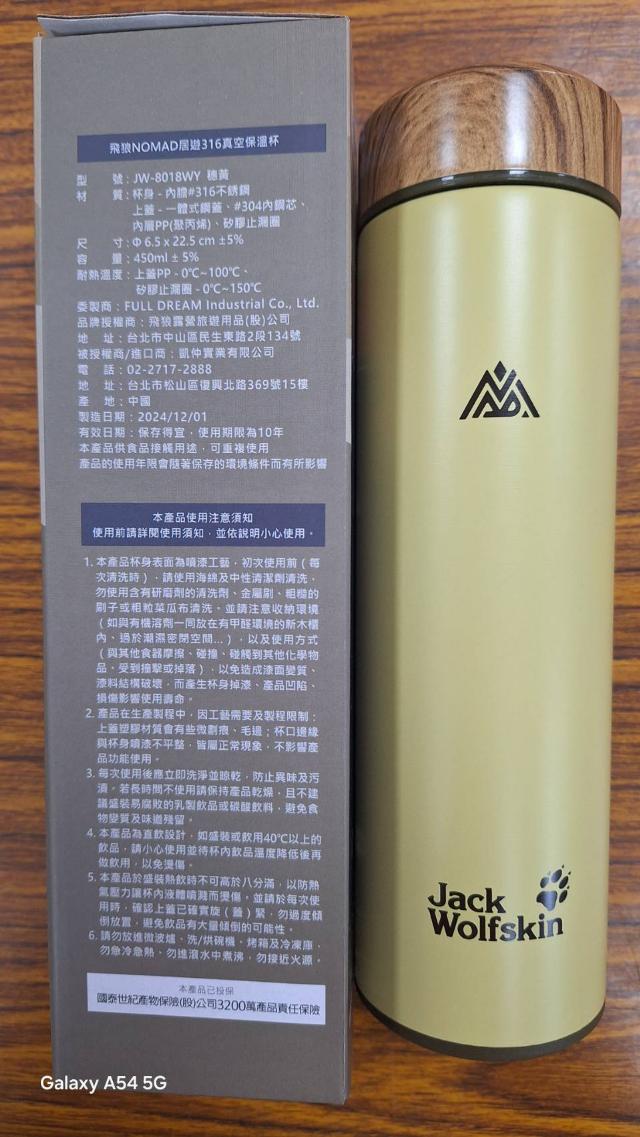 飛狼NOMAD居遊316真空保溫杯
型 號：JW-8018WY 穗黃
材 質：杯身 - 內膽#316不銹鋼
上蓋 - 一體式鋼蓋、#304內鋼芯、
內層PP(聚丙烯)、矽膠止漏圈
尺 寸：Φ 6.5 x 22.5 cm ±5%
容 量：450ml ± 5%
耐熱溫度：上蓋PP - 0℃~100℃、
矽膠止漏圈 - 0℃~150℃
委製商：FULL DREAM Industrial Co., Ltd.
品牌授權商：飛狼露營旅遊用品(股)公司
地 址：台北市中山區民生東路2段134號
被授權商/進口商：凱仲實業有限公司
電 話：02-2717-2888
地 址：台北市松山區復興北路369號15樓
產 地：中國
製造日期：2024/12/01
有效日期：保存得宜，使用期限為10年
本產品供食品接觸用途，可重複使用
產品的使用年限會隨著保存的環境條件而有所影響
本產品使用注意須知
使用前請詳閱使用須知，並依說明小心使用。
1. 本產品杯身表面為噴漆工藝，初次使用前（每
次清洗時），請使用海綿及中性清潔劑清洗、
勿使用含有研磨劑的清洗劑、金屬刷、粗糙的
刷子或粗粒菜瓜布清洗。並請注意收納環境
（如與有機溶劑一同放在有甲醛環境的新木櫃
內、過於潮濕密閉空間...），以及使用方式
（與其他食器摩擦、碰撞、碰觸到其他化學物
品、受到撞擊或掉落），以免造成漆面變質、
漆料結構破壞，而產生杯身掉漆、產品凹陷、
損傷影響使用壽命。
2. 產品在生產製程中，因工藝需要及製程限制：
上蓋塑膠材質會有些微劃痕、毛邊；杯口邊緣
與杯身噴漆不平整，皆屬正常現象，不影響產
品功能使用。
3. 每次使用後應立即洗淨並晾乾，防止異味及污
漬。若長時間不使用請保持產品乾燥，且不建
議盛裝易腐敗的乳製飲品或碳酸飲料，避免食
物變質及味道殘留。
4. 本產品為直飲設計，如盛裝或飲用40℃以上的
飲品，請小心使用並待杯內飲品溫度降低後再
做飲用，以免燙傷。
5. 本產品於盛裝熱飲時不可高於八分滿，以防熱
氣壓力讓杯內液體噴濺而燙傷。並請於每次使
用時，確認上蓋已確實旋（蓋）緊，勿過度傾
倒放置，避免飲品有大量傾倒的可能性。
6. 請勿放進微波爐、洗/烘碗機、烤箱及冷凍庫，
勿急冷急熱、勿進滾水中煮沸，勿接近火源。
本產品已投保
國泰世紀產物保險(股)公司3200萬產品責任保險
Jack
Wolfskin
Galaxy A54 5G